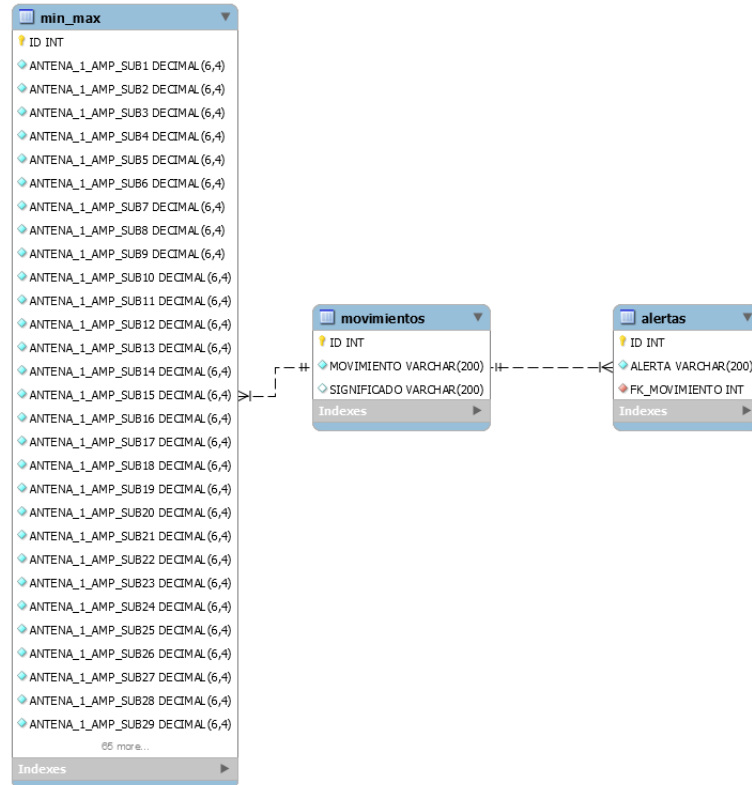 min_max
ID INT
ANTENA_1_AMP_SUB1 DECIMAL(6,4)
ANTENA_1_AMP_SUB2 DECIMAL(6,4)
ANTENA_1_AMP_SUB3 DECIMAL(6,4)
ANTENA_1_AMP_SUB4 DECIMAL(6,4)
ANTENA_1_AMP_SUB5 DECIMAL(6,4)
ANTENA_1_AMP_SUB6 DECIMAL(6,4)
ANTENA_1_AMP_SUB7 DECIMAL(6,4)
ANTENA_1_AMP_SUB8 DECIMAL(6,4)
ANTENA_1_AMP_SUB9 DECIMAL(6,4)
ANTENA_1_AMP_SUB10 DECIMAL(6,4)
ANTENA_1_AMP_SUB11 DECIMAL(6,4)
ANTENA_1_AMP_SUB12 DECIMAL(6,4)
ANTENA_1_AMP_SUB13 DECIMAL(6,4)
ANTENA_1_AMP_SUB14 DECIMAL(6,4)
ANTENA_1_AMP_SUB15 DECIMAL(6,4)
ANTENA_1_AMP_SUB16 DECIMAL(6,4)
ANTENA_1_AMP_SUB17 DECIMAL(6,4)
ANTENA_1_AMP_SUB18 DECIMAL(6,4)
ANTENA_1_AMP_SUB19 DECIMAL(6,4)
ANTENA_1_AMP_SUB20 DECIMAL(6,4)
ANTENA_1_AMP_SUB21 DECIMAL(6,4)
ANTENA_1_AMP_SUB22 DECIMAL(6,4)
ANTENA_1_AMP_SUB23 DECIMAL(6,4)
ANTENA_1_AMP_SUB24 DECIMAL(6,4)
ANTENA_1_AMP_SUB25 DECIMAL(6,4)
ANTENA_1_AMP_SUB26 DECIMAL(6,4)
ANTENA_1_AMP_SUB27 DECIMAL(6,4)
ANTENA_1_AMP_SUB28 DECIMAL(6,4)
ANTENA_1_AMP_SUB29 DECIMAL(6,4)
65 more...
Indexes
movimientos
ID INT
MOVIMIENTO VARCHAR(200)
SIGNIFICADO VARCHAR(200)
Indexes
alertas
ID INT
ALERTA VARCHAR(200)
FK_MOVIMIENTO INT
Indexes